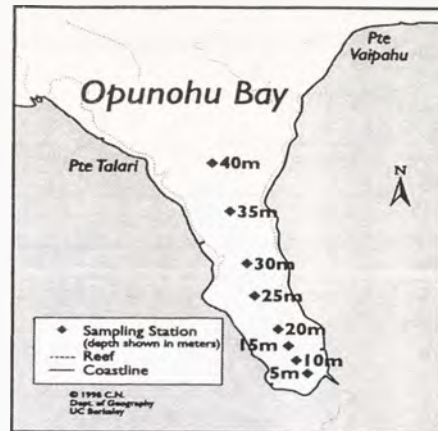 Pte
Vaipahu
Opunohu Bay
Pte Talari
40m
N
35m
30m
25m
20m
15m
10m
5m
Sampling Station
(depth shown in meters)
Reef
Coastline
© 1996 C.N.
Dept. of Geography
UC Berkeley